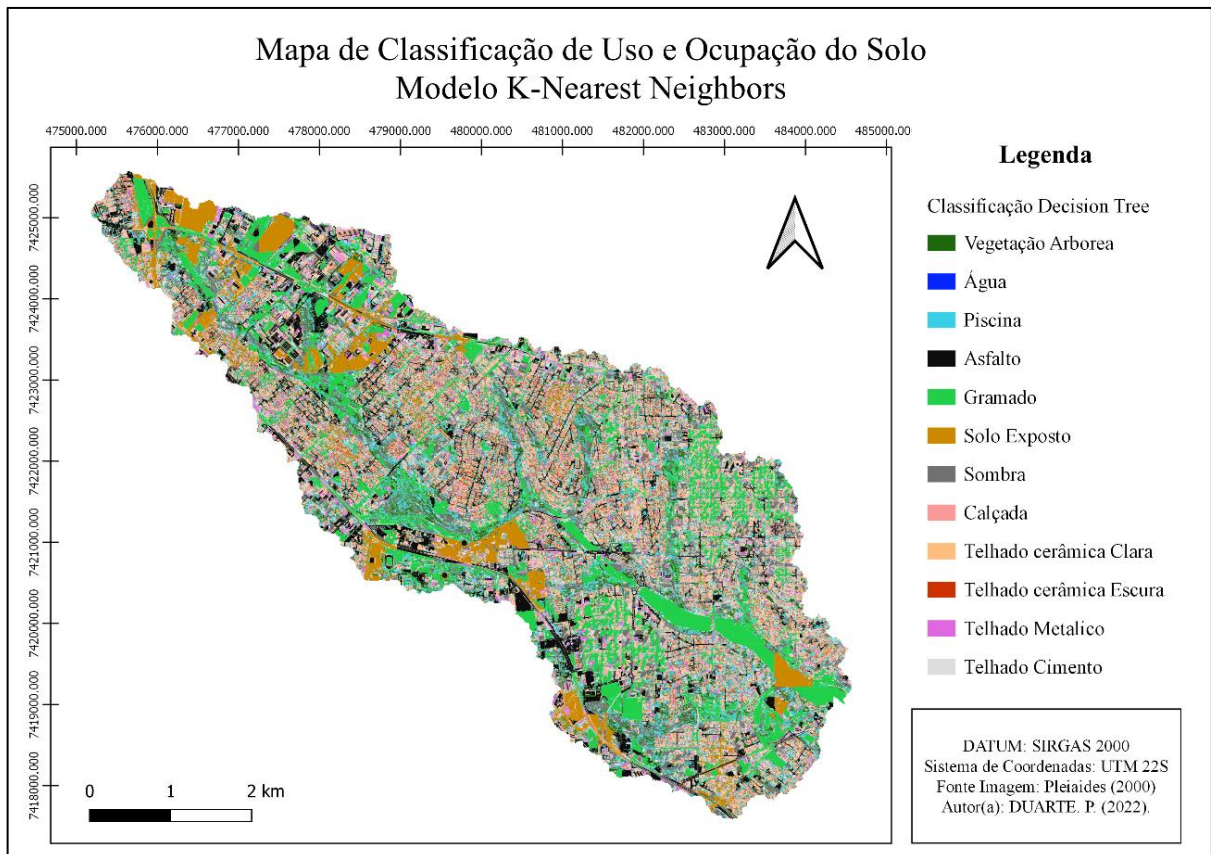 Mapa de Classificação de Uso e Ocupação do Solo
Modelo K-Nearest Neighbors
475000.000 476000.000 477000.000 478000.000 479000.000 480000.000 481000.000 482000.000 483000.000 484000.000 485000.00
7425000.000
7424000.000
7423000.000
7422000.000
7421000.000
7420000.000
7419000.000
7418000.000
0 1 2 km
Legenda
Classificação Decision Tree
Vegetação Arborea
Água
Piscina
Asfalto
Gramado
Solo Exposto
Sombra
Calçada
Telhado cerâmica Clara
Telhado cerâmica Escura
Telhado Metalico
Telhado Cimento
DATUM: SIRGAS 2000
Sistema de Coordenadas: UTM 22S
Fonte Imagem: Pleiaides (2000)
Autor(a): DUARTE. P. (2022).